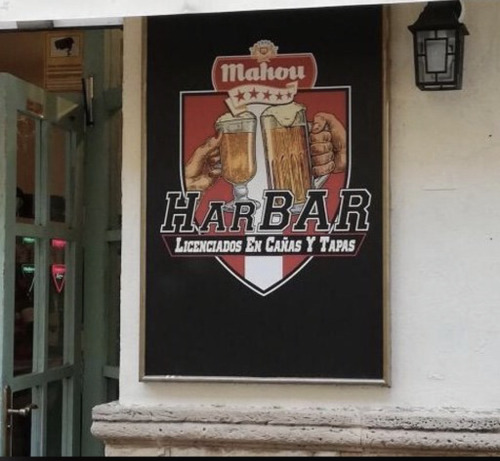 Mahou
HARBAR
LICENCIADOS EN CAÑAS Y TAPAS